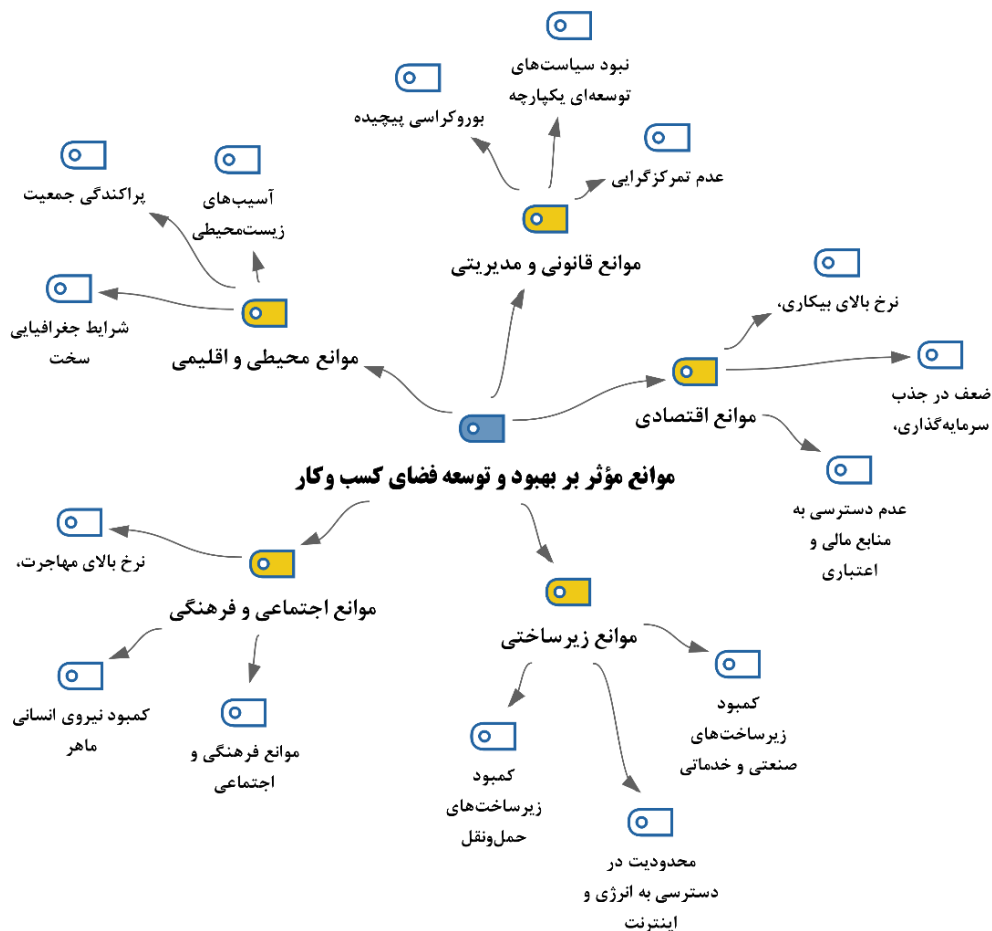 نبود سیاست‌های
توسعه‌ای یکپارچه
بوروکراسی پیچیده
عدم تمرکزگرایی
موانع قانونی و مدیریتی
پراکندگی جمعیت
آسیب‌های
زیست‌محیطی
شرایط جغرافیایی
سخت
موانع محیطی و اقلیمی
نرخ بالای بیکاری،
ضعف در جذب
سرمایه‌گذاری،
موانع اقتصادی
عدم دسترسی به
منابع مالی و
اعتباری
موانع مؤثر بر بهبود و توسعه فضای کسب وکار
نرخ بالای مهاجرت،
موانع اجتماعی و فرهنگی
کمبود نیروی انسانی
ماهر
موانع فرهنگی و
اجتماعی
موانع زیرساختی
کمبود
زیرساخت‌های
صنعتی و خدماتی
کمبود
زیرساخت‌های
حمل‌ونقل
محدودیت در
دسترسی به انرژی و
اینترنت